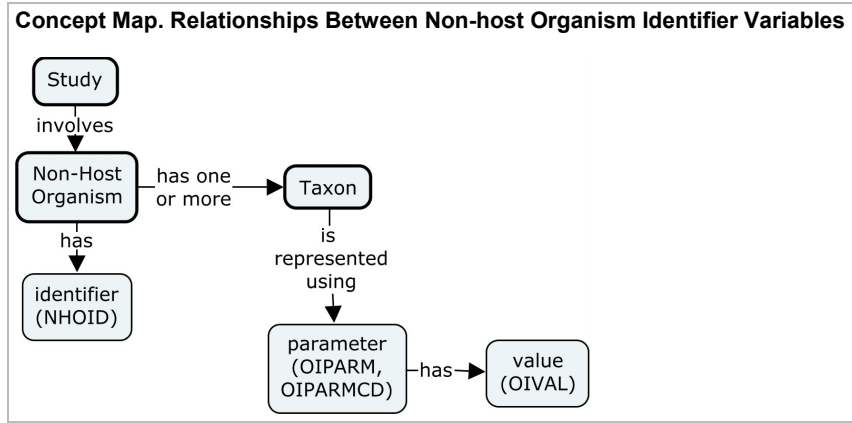 Concept Map. Relationships Between Non-host Organism Identifier Variables
Study
involves
Non-Host
Organism
has one
or more
Taxon
has
identifier
(NHOID)
is
represented
using
parameter
(OIPARM,
OIPARMCD)
has
value
(OIVAL)